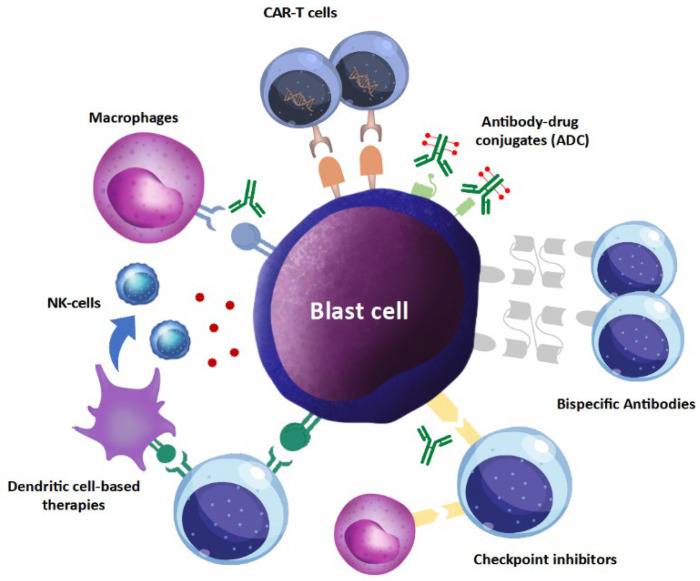 CAR-T cells
Macrophages
Antibody-drug
conjugates (ADC)
NK-cells
Blast cell
Bispecific Antibodies
Dendritic cell-based
therapies
Checkpoint inhibitors